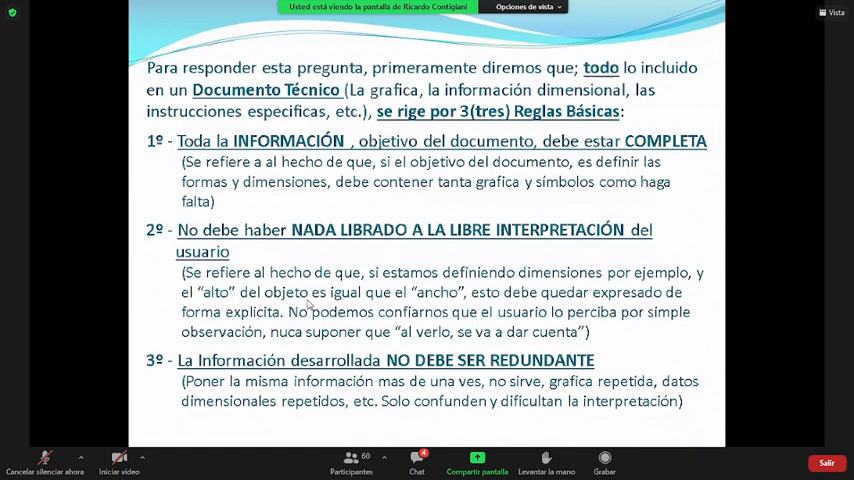 Usted está viendo la pantalla de Ricardo Contigiani
Opciones de vista
Vista
Para responder esta pregunta, primeramente diremos que; todo lo incluido
en un Documento Técnico (La grafica, la información dimensional, las
instrucciones especificas, etc.), se rige por 3(tres) Reglas Básicas:
1º - Toda la INFORMACIÓN , objetivo del documento, debe estar COMPLETA
(Se refiere a al hecho de que, si el objetivo del documento, es definir las
formas y dimensiones, debe contener tanta grafica y símbolos como haga
falta)
2º - No debe haber NADA LIBRADO A LA LIBRE INTERPRETACIÓN del
usuario
(Se refiere al hecho de que, si estamos definiendo dimensiones por ejemplo, y
el “alto” del objeto es igual que el “ancho”, esto debe quedar expresado de
forma explicita. No podemos confiarnos que el usuario lo perciba por simple
observación, nuca suponer que “al verlo, se va a dar cuenta”)
3º - La Información desarrollada NO DEBE SER REDUNDANTE
(Poner la misma información mas de una ves, no sirve, grafica repetida, datos
dimensionales repetidos, etc. Solo confunden y dificultan la interpretación)
Cancelar silenciar ahora
Iniciar video
60
Participantes
4
Chat
Compartir pantalla
Levantar la mano
Grabar
Salir